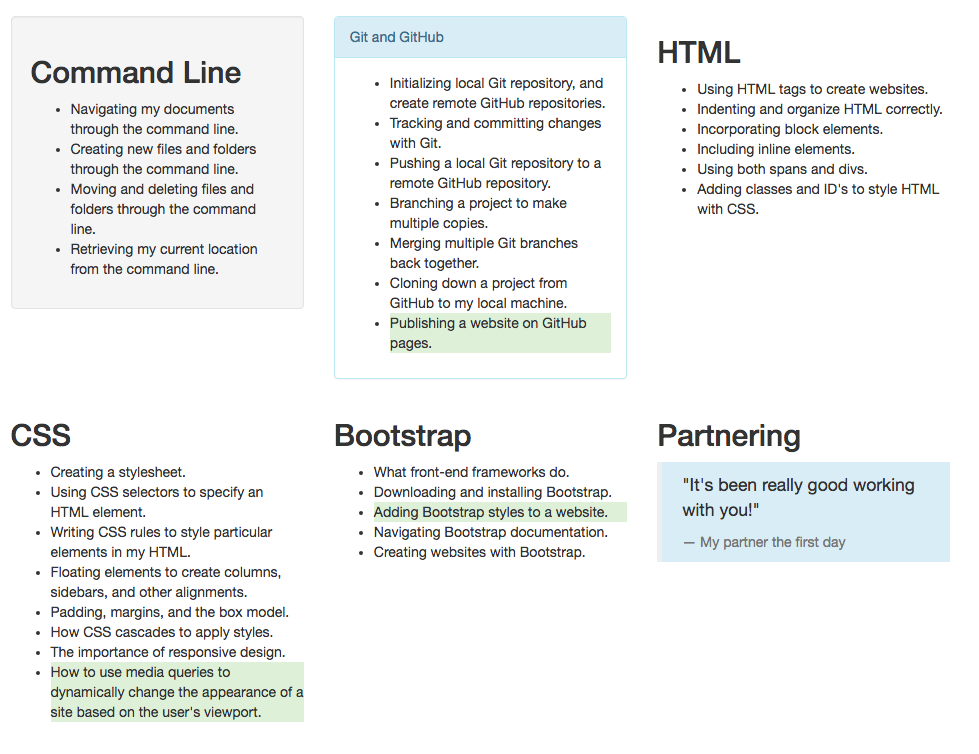 Command Line
• Navigating my documents
through the command line.
• Creating new files and folders
through the command line.
• Moving and deleting files and
folders through the command
line.
• Retrieving my current location
from the command line.
Git and GitHub
• Initializing local Git repository, and
create remote GitHub repositories.
• Tracking and committing changes
with Git.
• Pushing a local Git repository to a
remote GitHub repository.
• Branching a project to make
multiple copies.
• Merging multiple Git branches
back together.
• Cloning down a project from
GitHub to my local machine.
• Publishing a website on GitHub
pages.
HTML
• Using HTML tags to create websites.
• Indenting and organize HTML correctly.
• Incorporating block elements.
• Including inline elements.
• Using both spans and divs.
• Adding classes and ID's to style HTML
with CSS.
CSS
• Creating a stylesheet.
• Using CSS selectors to specify an
HTML element.
• Writing CSS rules to style particular
elements in my HTML.
• Floating elements to create columns,
sidebars, and other alignments.
• Padding, margins, and the box model.
• How CSS cascades to apply styles.
• The importance of responsive design.
• How to use media queries to
dynamically change the appearance of a
site based on the user's viewport.
Bootstrap
• What front-end frameworks do.
• Downloading and installing Bootstrap.
• Adding Bootstrap styles to a website.
• Navigating Bootstrap documentation.
• Creating websites with Bootstrap.
Partnering
"It's been really good working
with you!"
— My partner the first day